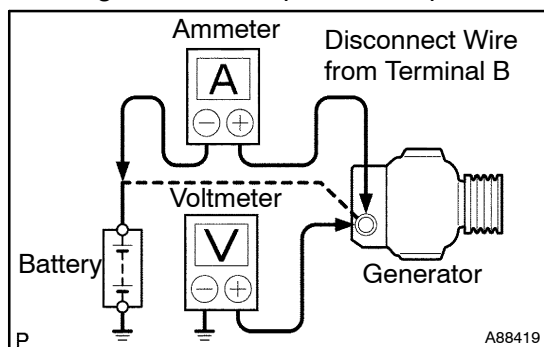 Ammeter
Disconnect Wire
from Terminal B
A
− +
Voltmeter
V
− +
Battery
Generator
P
A88419